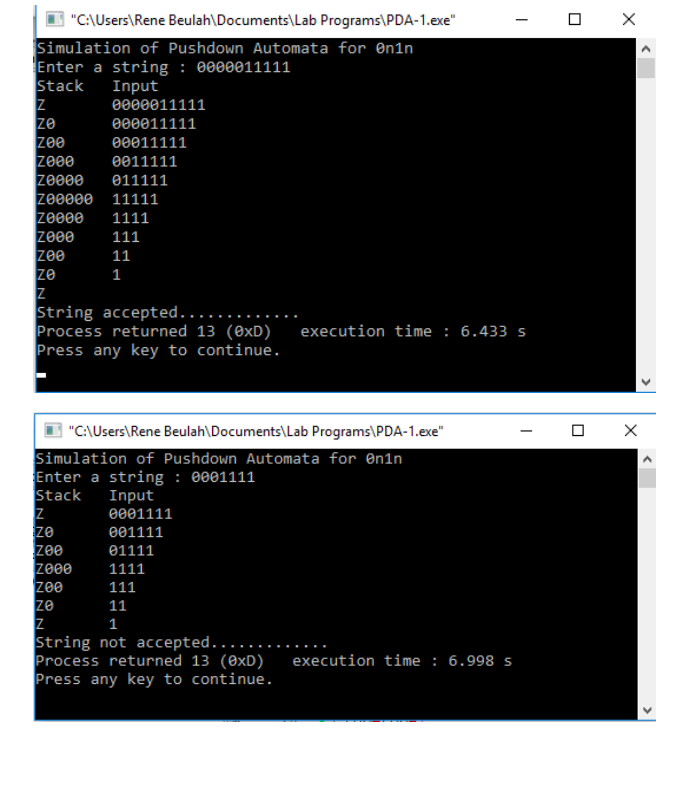 "C:\Users\Rene Beulah\Documents\Lab Programs\PDA-1.exe"
Simulation of Pushdown Automata for 0n1n
Enter a string : 0000011111
Stack Input
Z 0000011111
Z0 000011111
Z00 00011111
Z000 0011111
Z0000 011111
Z00000 11111
Z0000 1111
Z000 111
Z00 11
Z0 1
Z
String accepted.............
Process returned 13 (0xD) execution time : 6.433 s
Press any key to continue.
"C:\Users\Rene Beulah\Documents\Lab Programs\PDA-1.exe"
Simulation of Pushdown Automata for 0n1n
Enter a string : 0001111
Stack Input
Z 0001111
Z0 001111
Z00 01111
Z000 1111
Z00 111
Z0 11
Z 1
String not accepted.............
Process returned 13 (0xD) execution time : 6.998 s
Press any key to continue.